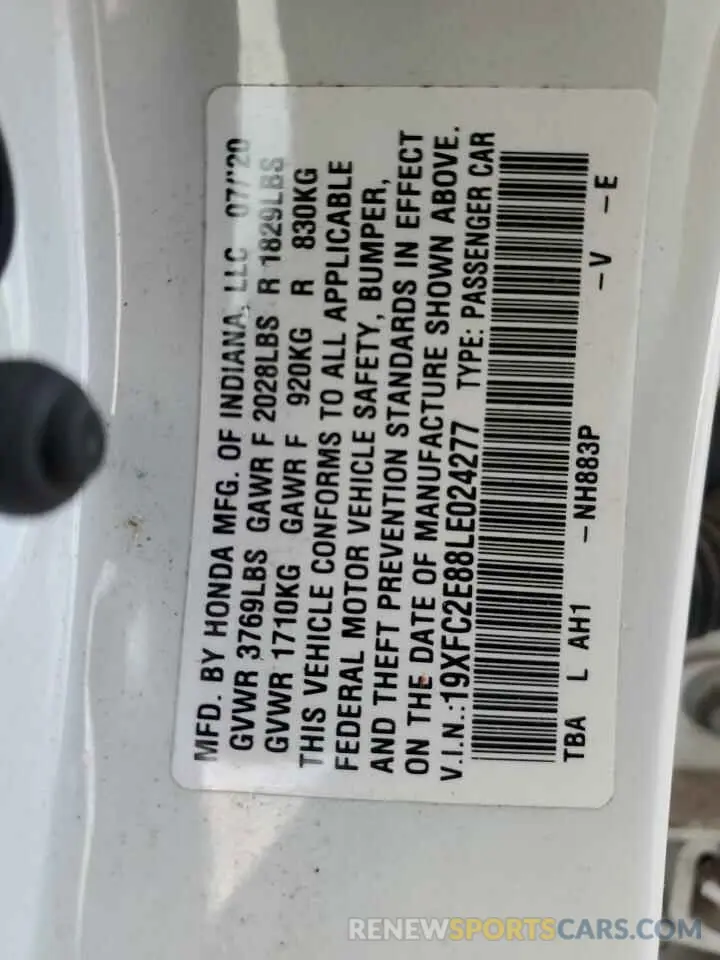 MFD. BY HONDA MFG. OF INDIANA, LLC 07/'20
GVWR 3769LBS GAWR F 2028LBS R 1829LBS
GVWR 1710KG GAWR F 920KG R 830KG
THIS VEHICLE CONFORMS TO ALL APPLICABLE
FEDERAL MOTOR VEHICLE SAFETY, BUMPER,
AND THEFT PREVENTION STANDARDS IN EFFECT
ON THE DATE OF MANUFACTURE SHOWN ABOVE.
V.I.N.:19XFC2E88LE024277 TYPE: PASSENGER CAR
TBA L AH1 -NH883P -V -E
RENEWSPORTSCARS.COM